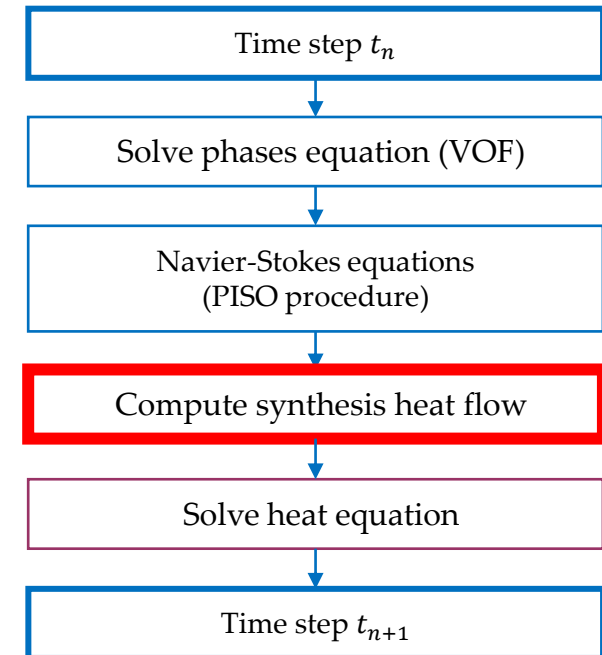 Time step tₙ
Solve phases equation (VOF)
Navier-Stokes equations
(PISO procedure)
Compute synthesis heat flow
Solve heat equation
Time step tₙ₊₁